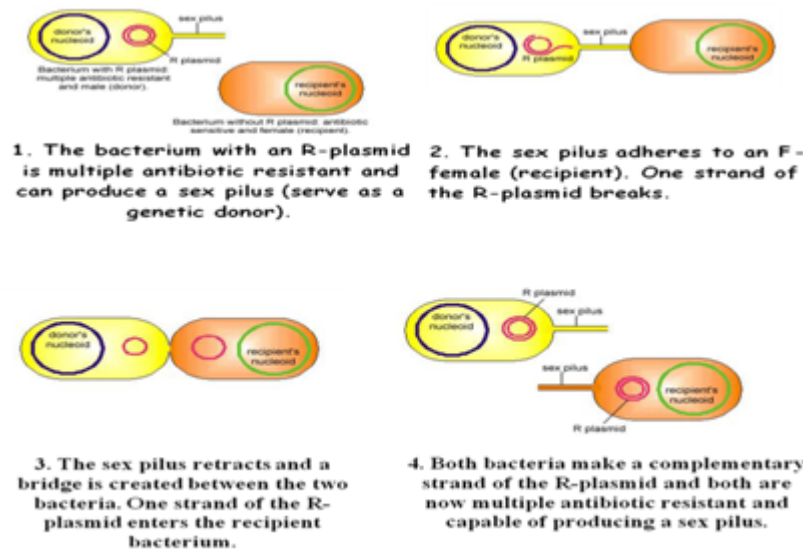 sex pilus
donor's
nucleoid
R plasmid
Bacterium with R plasmid:
multiple antibiotic resistant
and male (donor).
recipient's
nucleoid
Bacterium without R plasmid: antibiotic
sensitive and female (recipient).
1. The bacterium with an R-plasmid
is multiple antibiotic resistant and
can produce a sex pilus (serve as a
genetic donor).
donor's
nucleoid
sex pilus
R plasmid
recipient's
nucleoid
2. The sex pilus adheres to an F-
female (recipient). One strand of
the R-plasmid breaks.
donor's
nucleoid
recipient's
nucleoid
3. The sex pilus retracts and a
bridge is created between the two
bacteria. One strand of the R-
plasmid enters the recipient
bacterium.
R plasmid
donor's
nucleoid
sex pilus
sex pilus
recipient's
nucleoid
R plasmid
4. Both bacteria make a complementary
strand of the R-plasmid and both are
now multiple antibiotic resistant and
capable of producing a sex pilus.